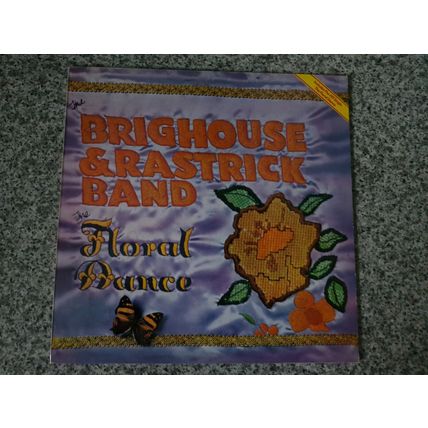 The
BRIGHOUSE
& RASTRICK
BAND
The
Floral
Dance